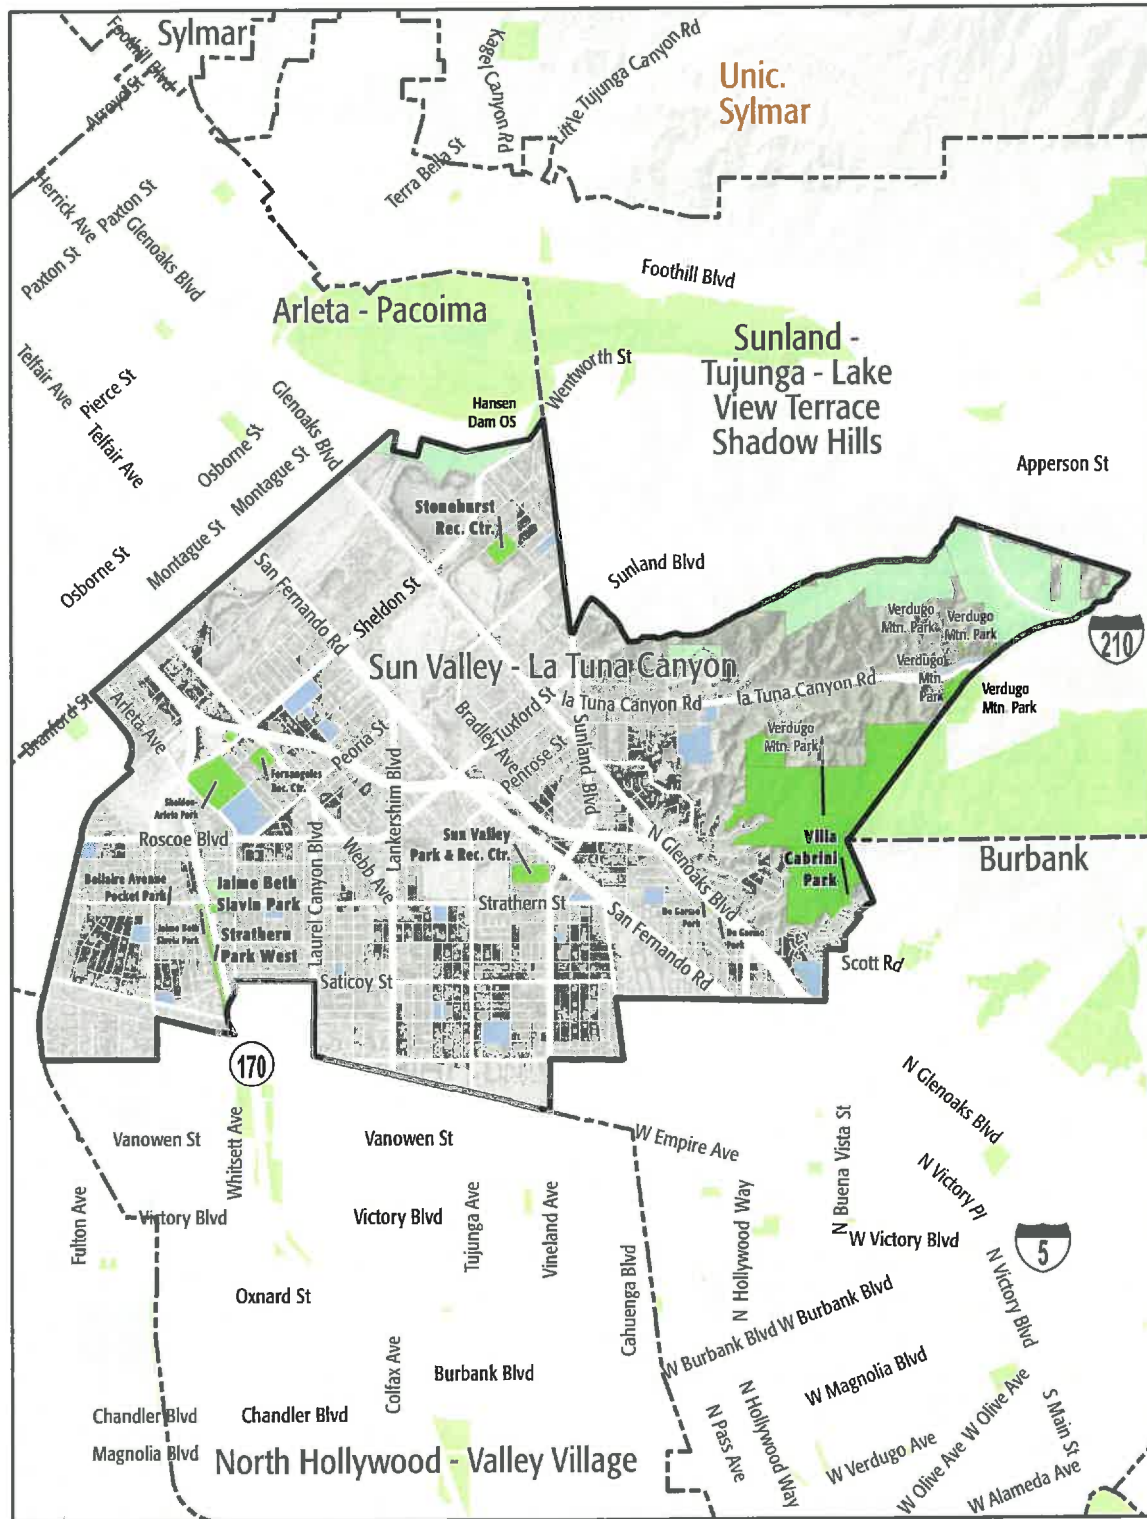 Sylmar
Foothill Blvd
Arroyo St
Kagel Canyon Rd
Little Tujunga Canyon Rd
Unic.
Sylmar
Terra Bella St
Herrick Ave
Paxton St
Paxton St
Glenoaks Blvd
Foothill Blvd
Arleta - Pacoima
Sunland -
Tujunga - Lake
View Terrace
Shadow Hills
Wentworth St
Telfair Ave
Pierce St
Telfair Ave
Glenoaks Blvd
Hansen
Dam OS
Osborne St
Montague St
Apperson St
Osborne St
Montague St
Stonehurst
Rec. Ctr.
San Fernando Rd
Sheldon St
Sunland Blvd
Verdugo
Mtn. Park
Verdugo
Mtn. Park
210
Sun Valley - La Tuna Canyon
Verdugo
Mtn.
Park
Verdugo
Mtn. Park
la Tuna Canyon Rd
la Tuna Canyon Rd
Branford St
Arleta Ave
Peoria St
Bradley Ave
Tuxford St
Penrose St
Sunland Blvd
Verdugo
Mtn. Park
Fernangeles
Rec. Ctr.
Lankershim Blvd
Sheldon-
Arleta Park
Roscoe Blvd
Laurel Canyon Blvd
Webb Ave
Sun Valley
Park & Rec. Ctr.
N Glenoaks Blvd
Villa
Cabrini
Park
Burbank
Bellaire Avenue
Pocket Park
Jaime Beth
Slavin Park
Strathern St
Jaime Beth
Slavin Park
Strathern
Park West
De Garmo
Park
De Garmo
Park
San Fernando Rd
Scott Rd
Saticoy St
170
N Glenoaks Blvd
Vanowen St
Whitsett Ave
Vanowen St
W Empire Ave
N Buena Vista St
N Victory Pl
Fulton Ave
Victory Blvd
Victory Blvd
Tujunga Ave
Vineland Ave
N Hollywood Way
W Victory Blvd
5
Cahuenga Blvd
N Victory Blvd
Oxnard St
W Burbank Blvd
W Burbank Blvd
Colfax Ave
Burbank Blvd
W Magnolia Blvd
Chandler Blvd
Chandler Blvd
N Pass Ave
N Hollywood Way
W Olive Ave
S Main St
Magnolia Blvd
North Hollywood - Valley Village
W Verdugo Ave
W Olive Ave
W Alameda Ave